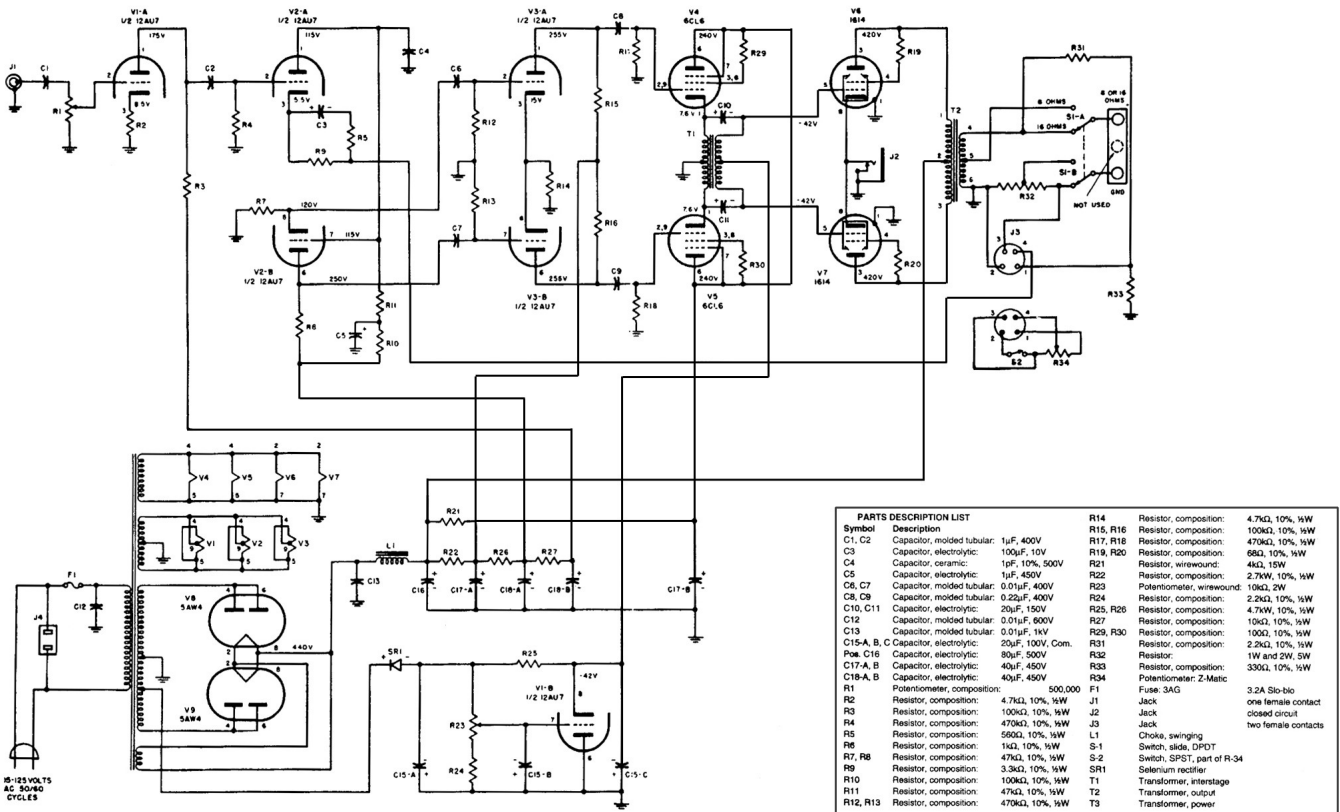 V1-A
1/2 12AU7
175V
V2-A
1/2 12AU7
115V
V3-A
1/2 12AU7
255V
C8
V4
6CL6
240V
V6
1614
420V
J1
C1
R1
8.5V
R2
C2
R4
5.5V
C3
R5
R9
C4
C6
15V
R12
R13
R14
R15
R16
R29
3,8
2,9
7.6V
C10
T1
-42V
R19
J2
T2
R31
8 OHMS
16 OHMS
S1-A
S1-B
8 OR 16
OHMS
GND
NOT USED
R32
J3
R33
R3
R7
120V
115V
V2-B
1/2 12AU7
250V
C7
V3-B
1/2 12AU7
256V
C9
R18
7.6V
C11
2,9
3,8
R30
240V
V5
6CL6
-42V
V7
1614
420V
R20
R6
R11
C5
R10
S2
R34
V4
V5
V6
V7
V1
V2
V3
F1
C12
J4
V8
5AW4
440V
V9
5AW4
15-125 VOLTS
AC 50/60
CYCLES
L1
C13
R21
R22
R26
R27
C16
C17-A
C18-A
C18-B
C17-B
SR1
R25
-42V
V1-B
1/2 12AU7
R23
R24
C15-A
C15-B
C15-C
PARTS DESCRIPTION LIST
Symbol Description
C1, C2 Capacitor, molded tubular: 1µF, 400V
C3 Capacitor, electrolytic: 100µF, 10V
C4 Capacitor, ceramic: 1pF, 10%, 500V
C5 Capacitor, electrolytic: 1µF, 450V
C6, C7 Capacitor, molded tubular: 0.01µF, 400V
C8, C9 Capacitor, molded tubular: 0.22µF, 400V
C10, C11 Capacitor, electrolytic: 20µF, 150V
C12 Capacitor, molded tubular: 0.01µF, 600V
C13 Capacitor, molded tubular: 0.01µF, 1kV
C15-A, B, C Capacitor, electrolytic: 20µF, 100V, Com.
Pos. C16 Capacitor, electrolytic: 80µF, 500V
C17-A, B Capacitor, electrolytic: 40µF, 450V
C18-A, B Capacitor, electrolytic: 40µF, 450V
R1 Potentiometer, composition: 500,000
R2 Resistor, composition: 4.7kΩ, 10%, ½W
R3 Resistor, composition: 100kΩ, 10%, ½W
R4 Resistor, composition: 470kΩ, 10%, ½W
R5 Resistor, composition: 560Ω, 10%, ½W
R6 Resistor, composition: 1kΩ, 10%, ½W
R7, R8 Resistor, composition: 47kΩ, 10%, ½W
R9 Resistor, composition: 3.3kΩ, 10%, ½W
R10 Resistor, composition: 100kΩ, 10%, ½W
R11 Resistor, composition: 47kΩ, 10%, ½W
R12, R13 Resistor, composition: 470kΩ, 10%, ½W
R14 Resistor, composition: 4.7kΩ, 10%, ½W
R15, R16 Resistor, composition: 100kΩ, 10%, ½W
R17, R18 Resistor, composition: 470kΩ, 10%, ½W
R19, R20 Resistor, composition: 68Ω, 10%, ½W
R21 Resistor, wirewound: 4kΩ, 15W
R22 Resistor, composition: 2.7kW, 10%, ½W
R23 Potentiometer, wirewound: 10kΩ, 2W
R24 Resistor, composition: 2.2kΩ, 10%, ½W
R25, R26 Resistor, composition: 4.7kW, 10%, ½W
R27 Resistor, composition: 10kΩ, 10%, ½W
R29, R30 Resistor, composition: 100Ω, 10%, ½W
R31 Resistor, composition: 2.2kΩ, 10%, ½W
R32 Resistor: 1W and 2W, 5W
R33 Resistor, composition: 330Ω, 10%, ½W
R34 Potentiometer: Z-Matic
F1 Fuse: 3AG 3.2A Slo-blo
J1 Jack one female contact
J2 Jack closed circuit
J3 Jack two female contacts
L1 Choke, swinging
S-1 Switch, slide, DPDT
S-2 Switch, SPST, part of R-34
SR1 Selenium rectifier
T1 Transformer, interstage
T2 Transformer, output
T3 Transformer, power